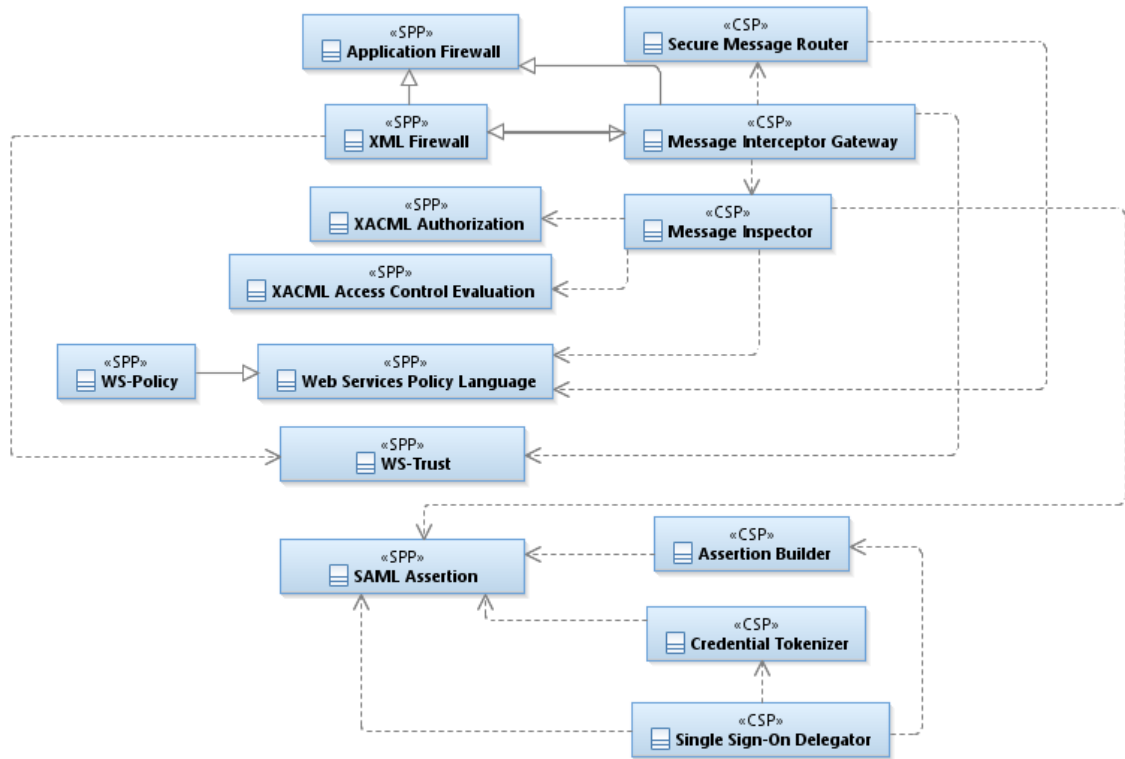 «SPP»
Application Firewall
«CSP»
Secure Message Router
«SPP»
XML Firewall
«CSP»
Message Interceptor Gateway
«SPP»
XACML Authorization
«CSP»
Message Inspector
«SPP»
XACML Access Control Evaluation
«SPP»
WS-Policy
«SPP»
Web Services Policy Language
«SPP»
WS-Trust
«SPP»
SAML Assertion
«CSP»
Assertion Builder
«CSP»
Credential Tokenizer
«CSP»
Single Sign-On Delegator